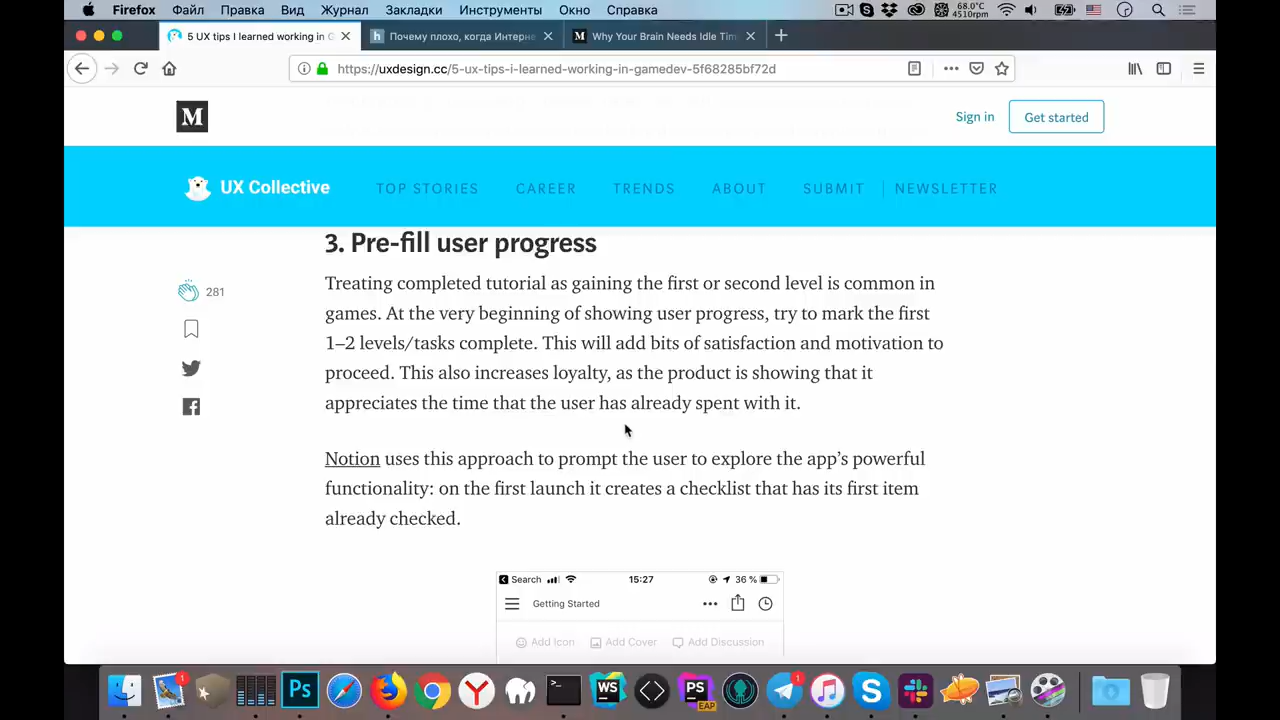 Firefox Файл Правка Вид Журнал Закладки Инструменты Окно Справка 68.0°C 4510rpm
5 UX tips I learned working in G Почему плохо, когда Интерн Why Your Brain Needs Idle Tim
https://uxdesign.cc/5-ux-tips-i-learned-working-in-gamedev-5f68285bf72d
M Sign in Get started
UX Collective TOP STORIES CAREER TRENDS ABOUT SUBMIT NEWSLETTER
3. Pre-fill user progress
Treating completed tutorial as gaining the first or second level is common in
281
games. At the very beginning of showing user progress, try to mark the first
1–2 levels/tasks complete. This will add bits of satisfaction and motivation to
proceed. This also increases loyalty, as the product is showing that it
appreciates the time that the user has already spent with it.
Notion uses this approach to prompt the user to explore the app’s powerful
functionality: on the first launch it creates a checklist that has its first item
already checked.
Search 15:27 36 %
Getting Started
Add Icon Add Cover Add Discussion
1 Ps Y >_ WS PS EAP 1